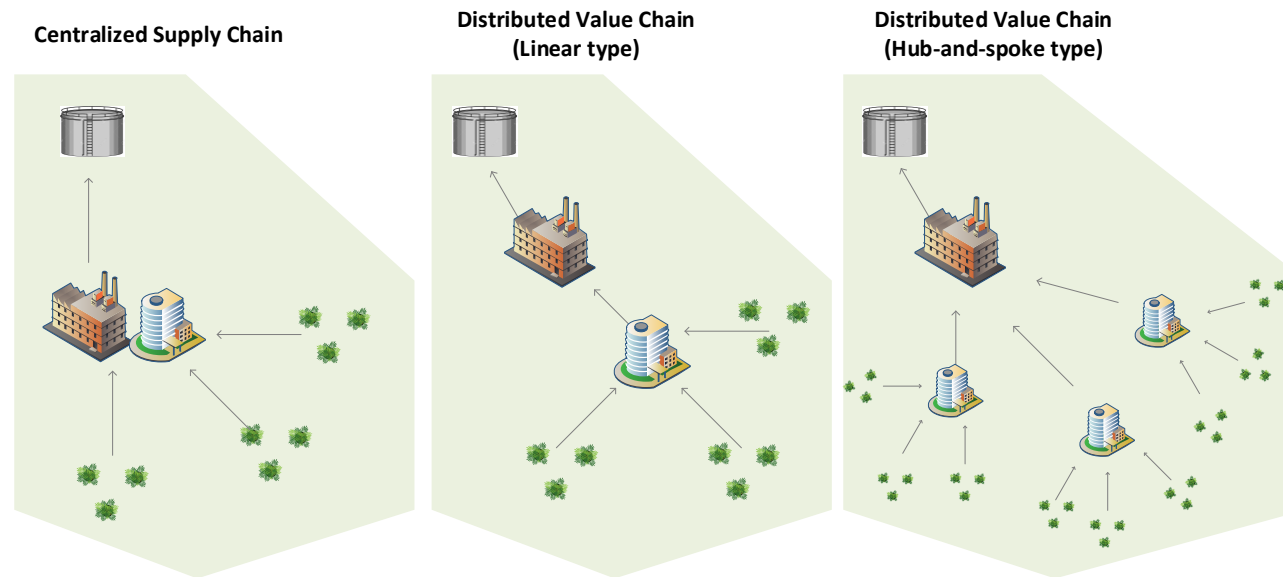 Centralized Supply Chain
Distributed Value Chain
(Linear type)
Distributed Value Chain
(Hub-and-spoke type)